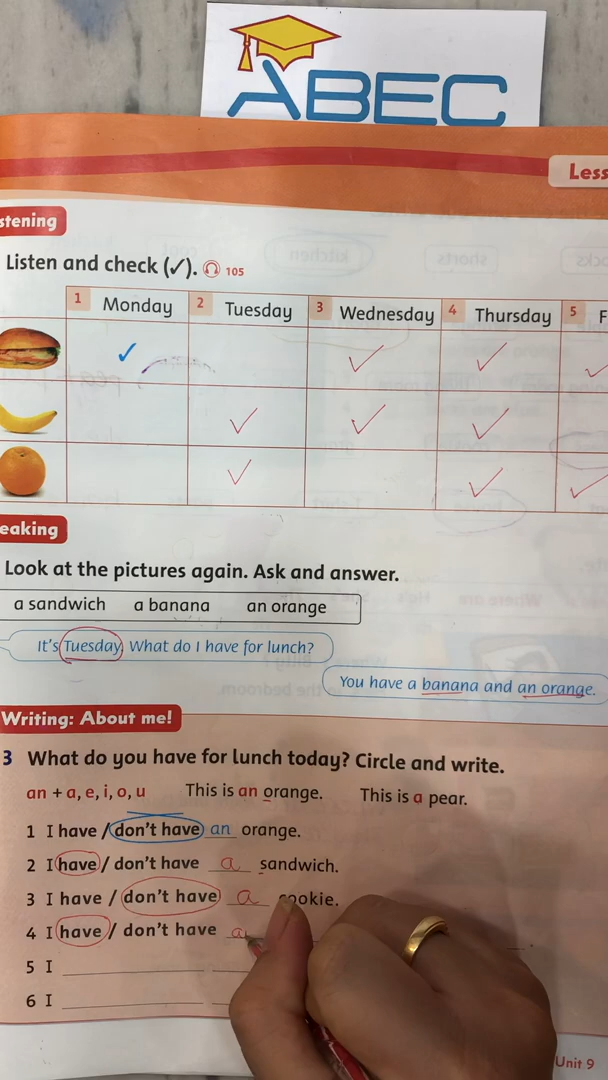 ABEC
Less
stening
Listen and check (✓). 105
1 Monday 2 Tuesday 3 Wednesday 4 Thursday 5 F
eaking
Look at the pictures again. Ask and answer.
a sandwich a banana an orange
It's Tuesday. What do I have for lunch?
You have a banana and an orange.
Writing: About me!
3 What do you have for lunch today? Circle and write.
an + a, e, i, o, u This is an orange. This is a pear.
1 I have / don't have an orange.
2 I have / don't have a sandwich.
3 I have / don't have a cookie.
4 I have / don't have
5 I
6 I
Unit 9